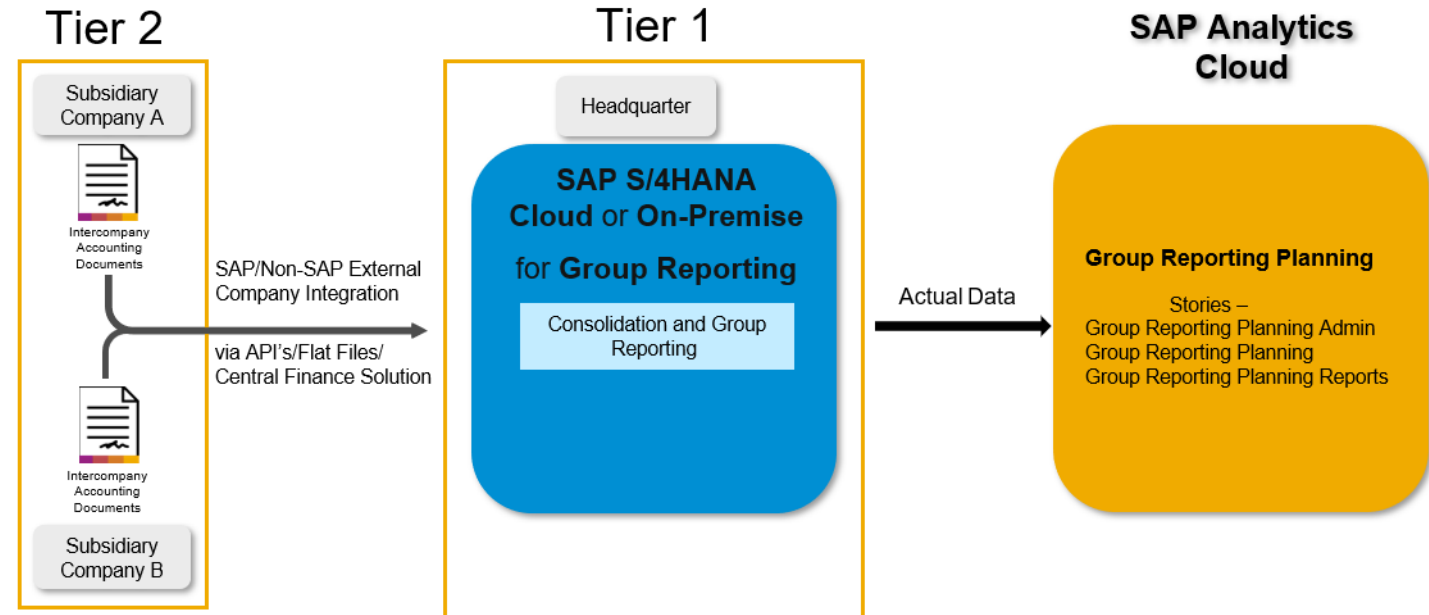 Tier 2
Subsidiary
Company A
Intercompany
Accounting
Documents
Intercompany
Accounting
Documents
Subsidiary
Company B
SAP/Non-SAP External
Company Integration
via API's/Flat Files/
Central Finance Solution
Tier 1
Headquarter
SAP S/4HANA
Cloud or On-Premise
for Group Reporting
Consolidation and Group
Reporting
Actual Data
SAP Analytics
Cloud
Group Reporting Planning
Stories –
Group Reporting Planning Admin
Group Reporting Planning
Group Reporting Planning Reports